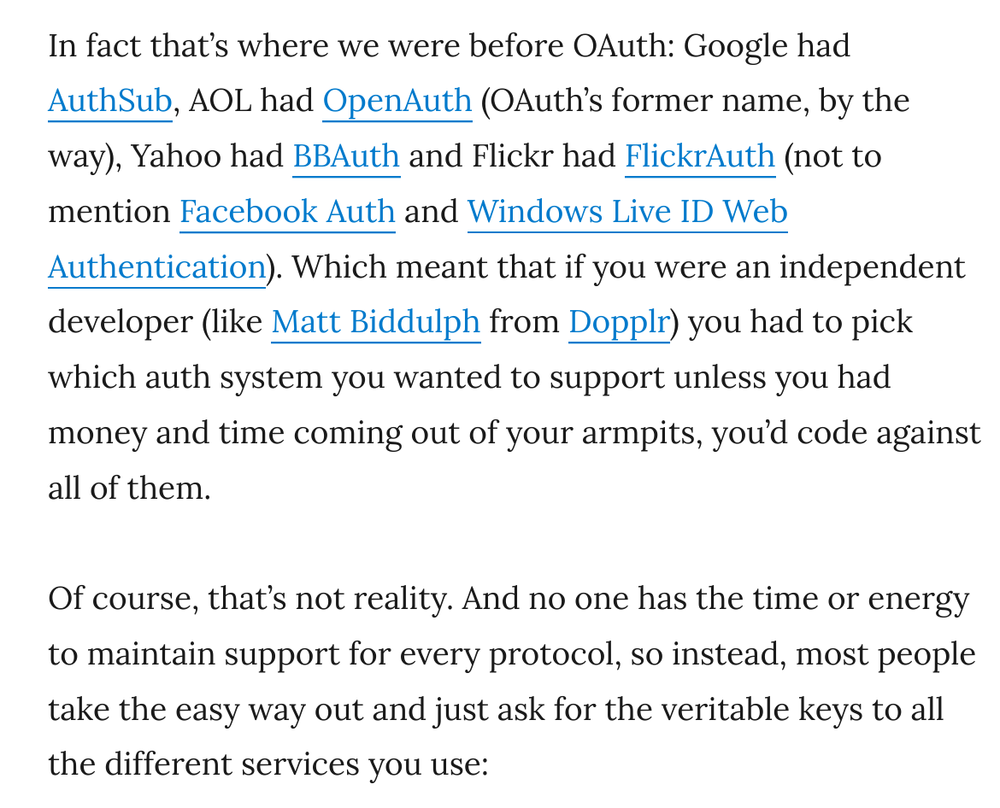 In fact that’s where we were before OAuth: Google had
AuthSub, AOL had OpenAuth (OAuth’s former name, by the
way), Yahoo had BBAuth and Flickr had FlickrAuth (not to
mention Facebook Auth and Windows Live ID Web
Authentication). Which meant that if you were an independent
developer (like Matt Biddulph from Dopplr) you had to pick
which auth system you wanted to support unless you had
money and time coming out of your armpits, you’d code against
all of them.
Of course, that’s not reality. And no one has the time or energy
to maintain support for every protocol, so instead, most people
take the easy way out and just ask for the veritable keys to all
the different services you use: